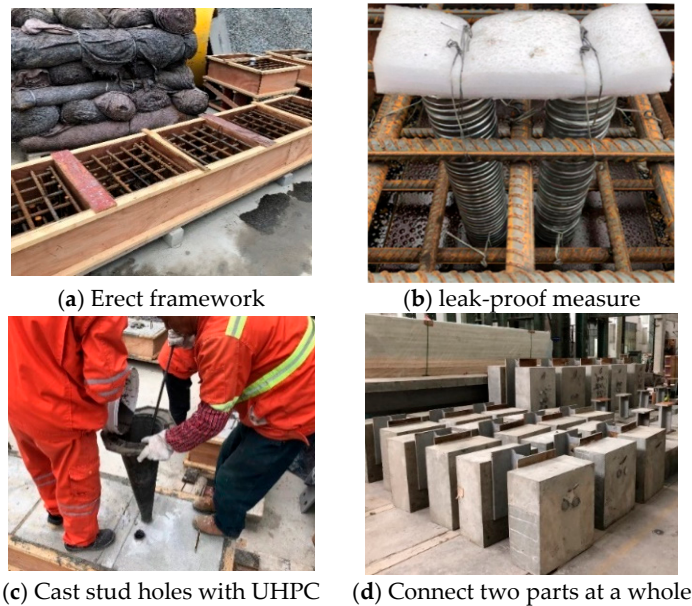 (a) Erect framework
(b) leak-proof measure
(c) Cast stud holes with UHPC
(d) Connect two parts at a whole